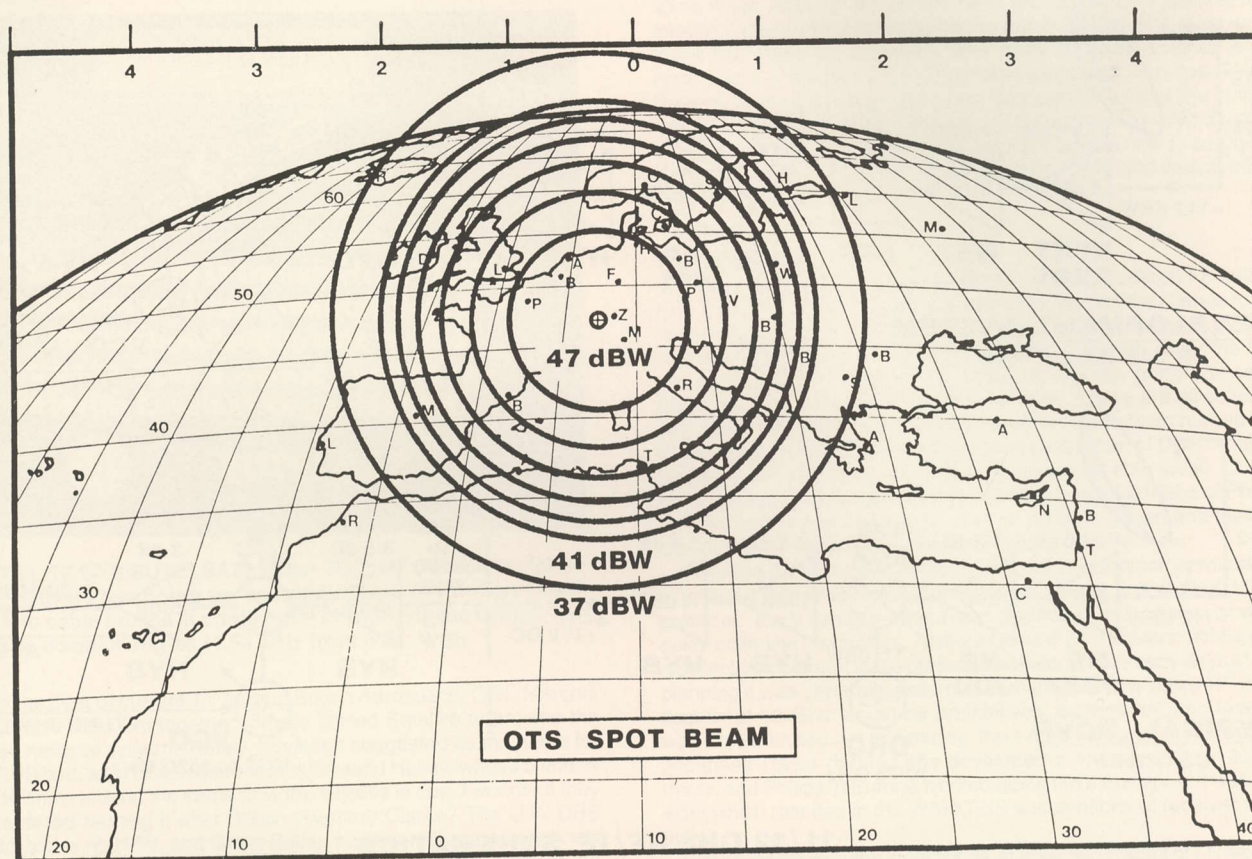 4 3 2 1 0 1 2 3 4
R
60
O S H
L
C
M
D
H
A B
L W
B F
50
P P V
Z B
M
47 dBW
B B
S
R
B
M
40
L A A
T
R T N B
T
41 dBW
C
30
37 dBW
OTS SPOT BEAM
20
20 10 0 10 20 30 40